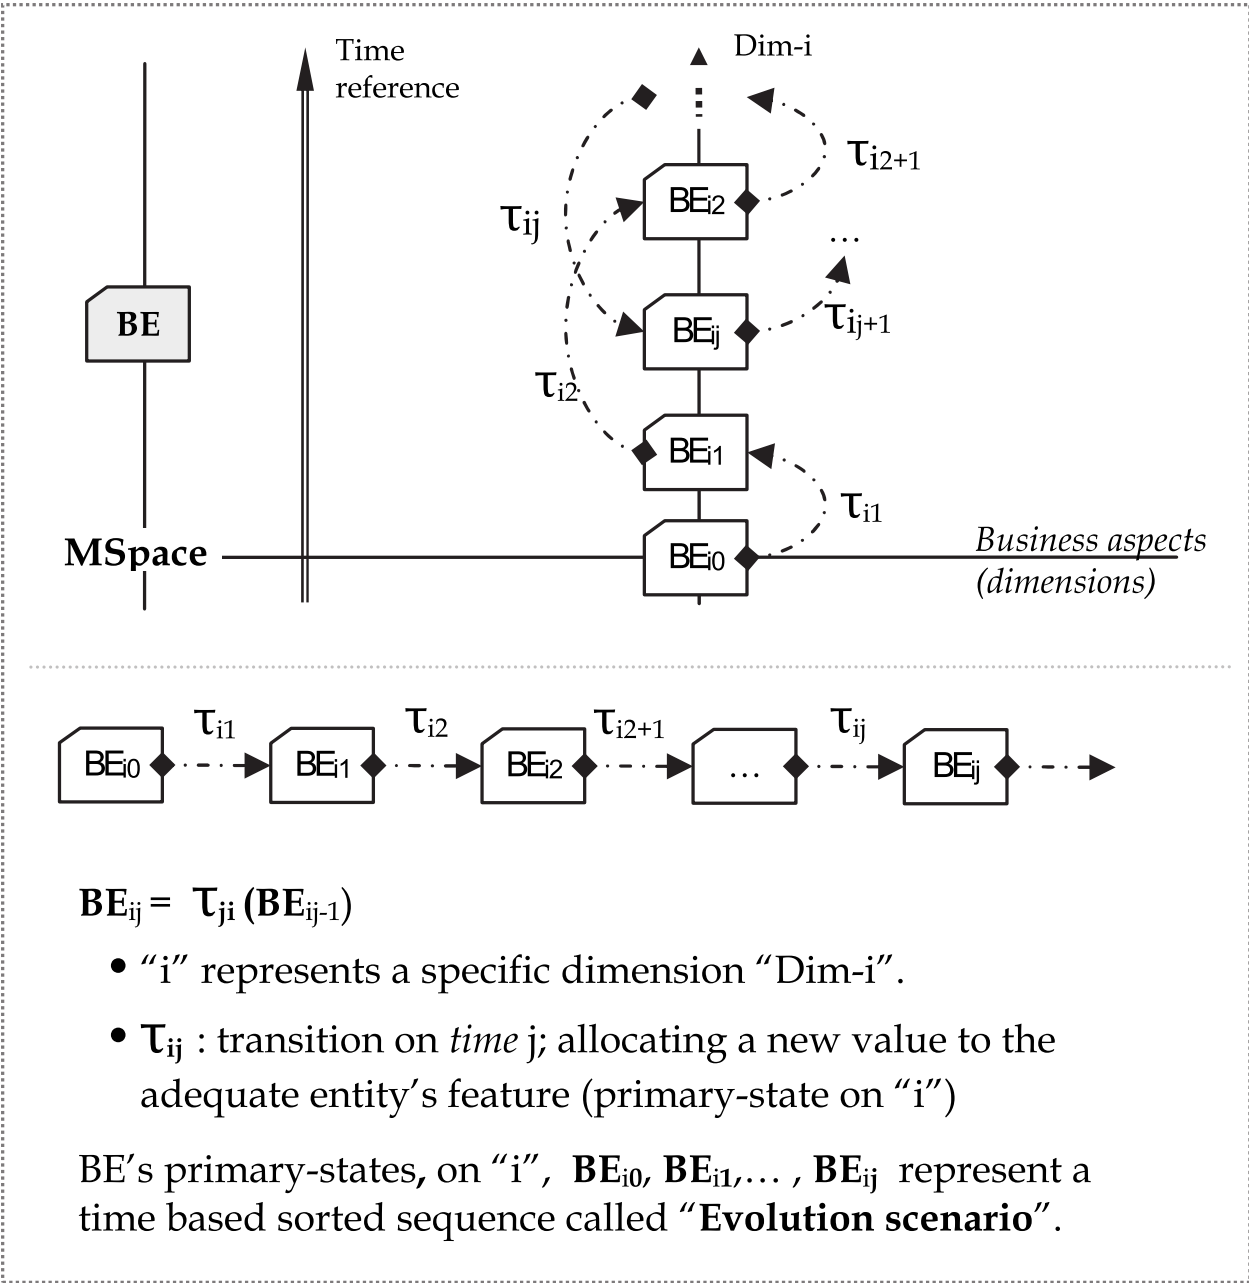 Time
reference
Dim-i
τi2+1
BEi2
τij
...
BE
BEij
τij+1
τi2
BEi1
τi1
MSpace
BEi0
Business aspects
(dimensions)
τi1
τi2
τi2+1
τij
BEi0
BEi1
BEi2
...
BEij
BEij = τji (BEij-1)
• “i” represents a specific dimension “Dim-i”.
• τij : transition on time j; allocating a new value to the
adequate entity’s feature (primary-state on “i”)
BE’s primary-states, on “i”, BEi0, BEi1,… , BEij represent a
time based sorted sequence called “Evolution scenario”.